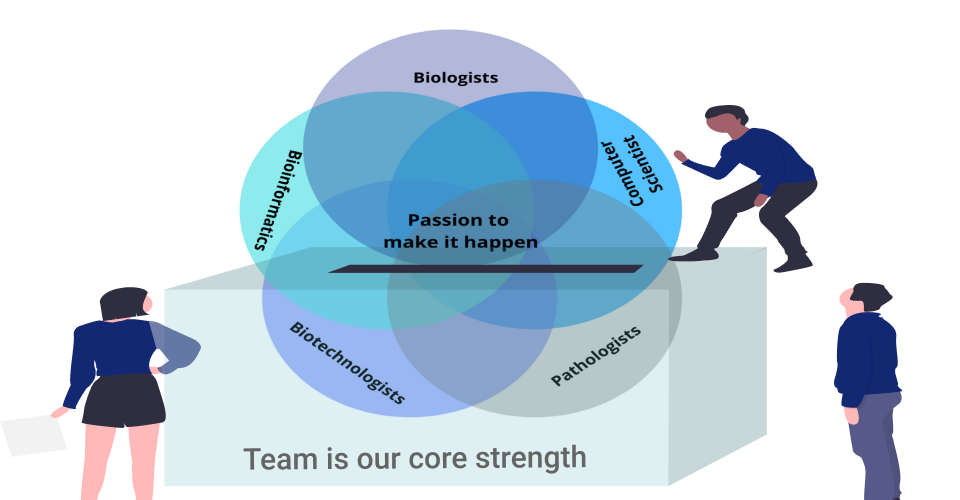 Biologists
Bioinformatics
Computer
Scientist
Passion to
make it happen
Biotechnologists
Pathologists
Team is our core strength